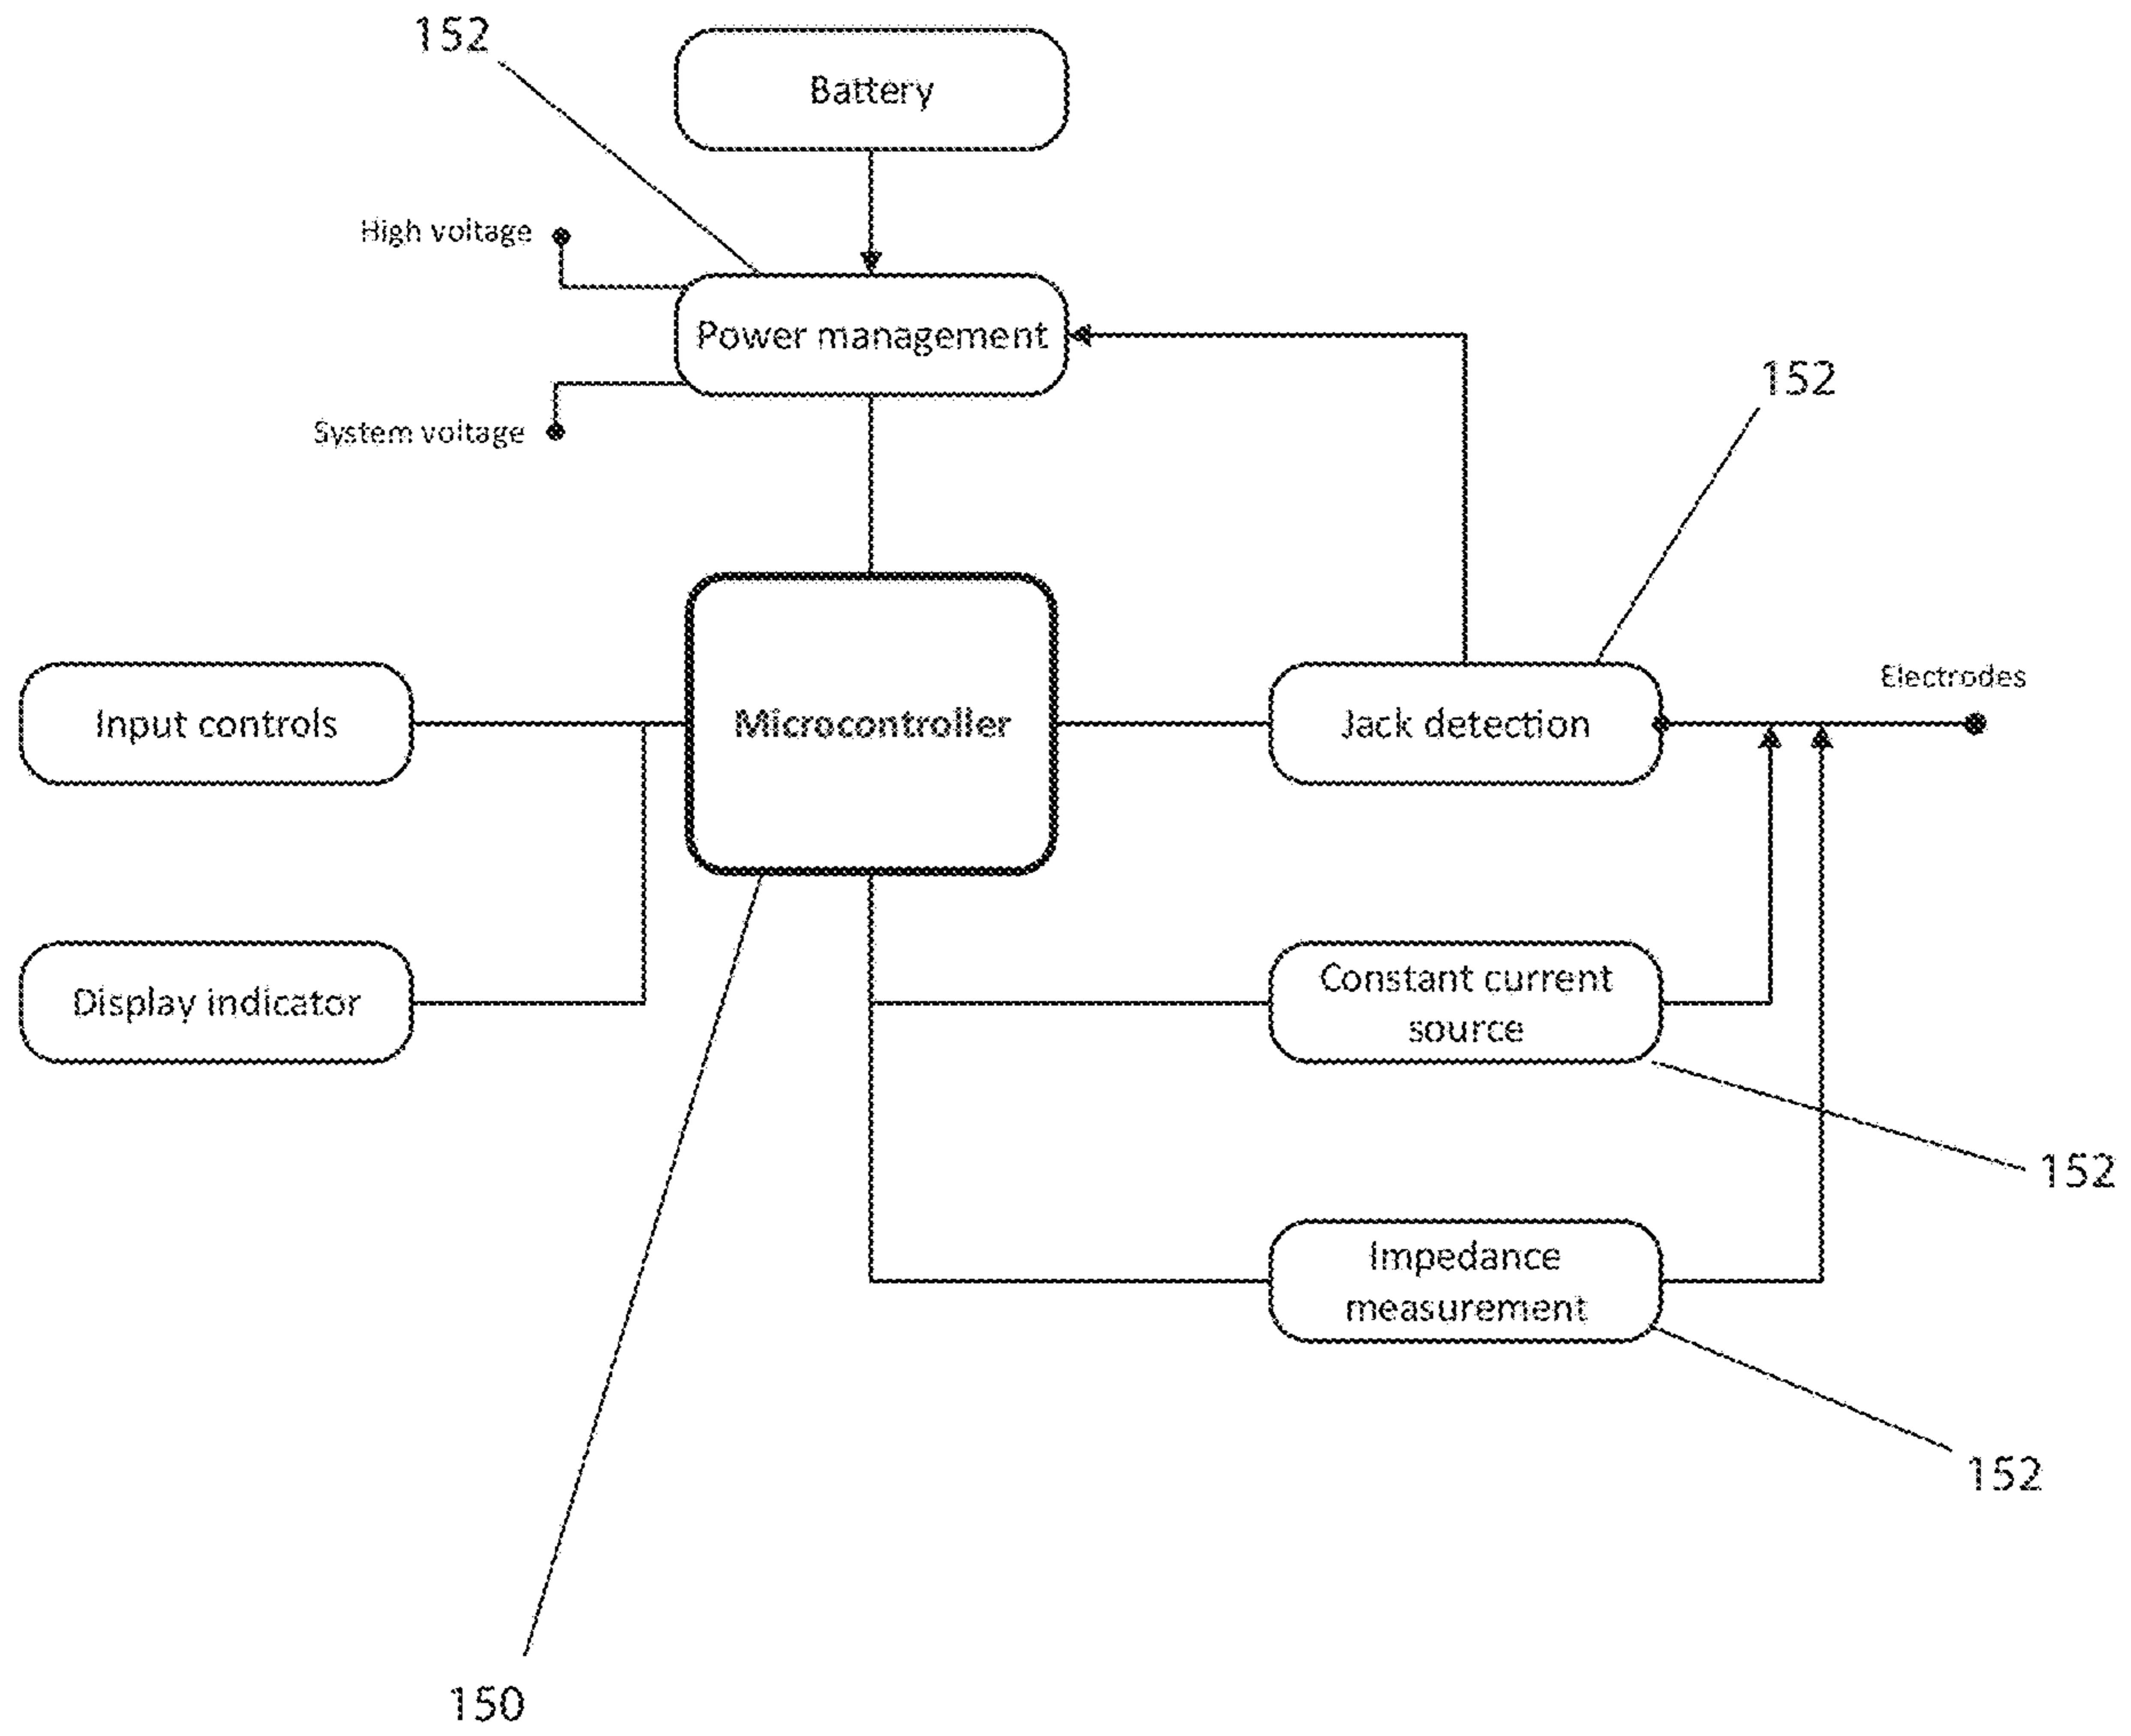 152
Battery
High voltage
Power management
152
System voltage
Electrodes
Input controls
Microcontroller
Jack detection
Display indicator
Constant current
source
152
Impedance
measurement
152
150